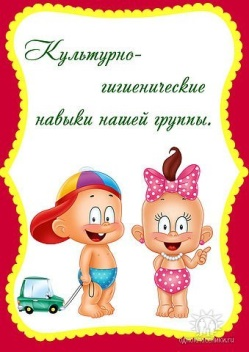 Культурно-
гигиенические
навыки нашей группы.